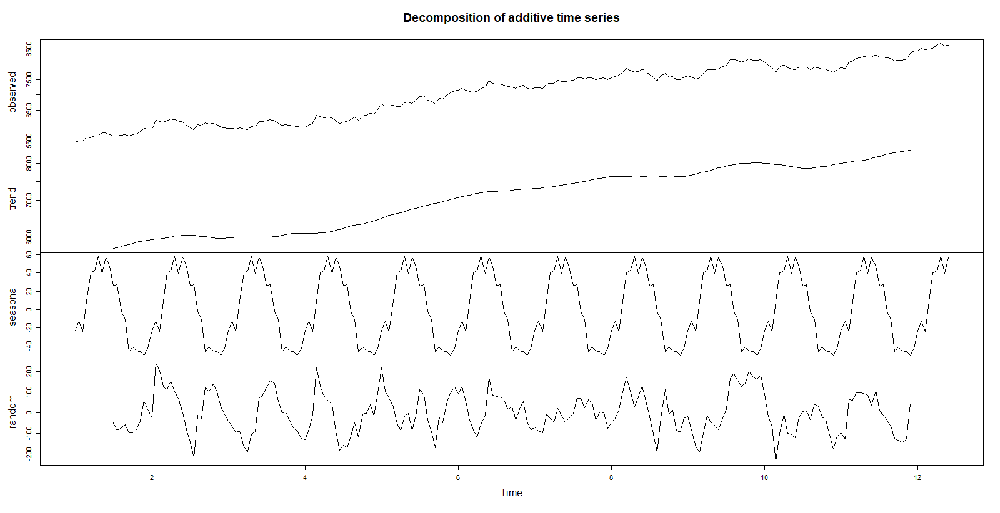 Decomposition of additive time series
observed
5500 6500 7500 8500
trend
6000 7000 8000
seasonal
40 -20 0 20 40 60
random
-200 -100 0 100 200
2 4 6 8 10 12
Time